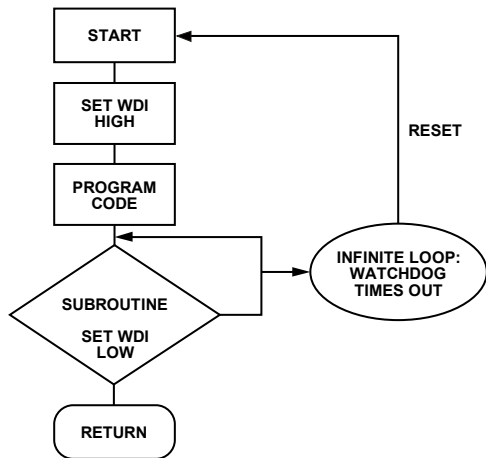 START
SET WDI
HIGH
RESET
PROGRAM
CODE
INFINITE LOOP:
WATCHDOG
TIMES OUT
SUBROUTINE
SET WDI
LOW
RETURN